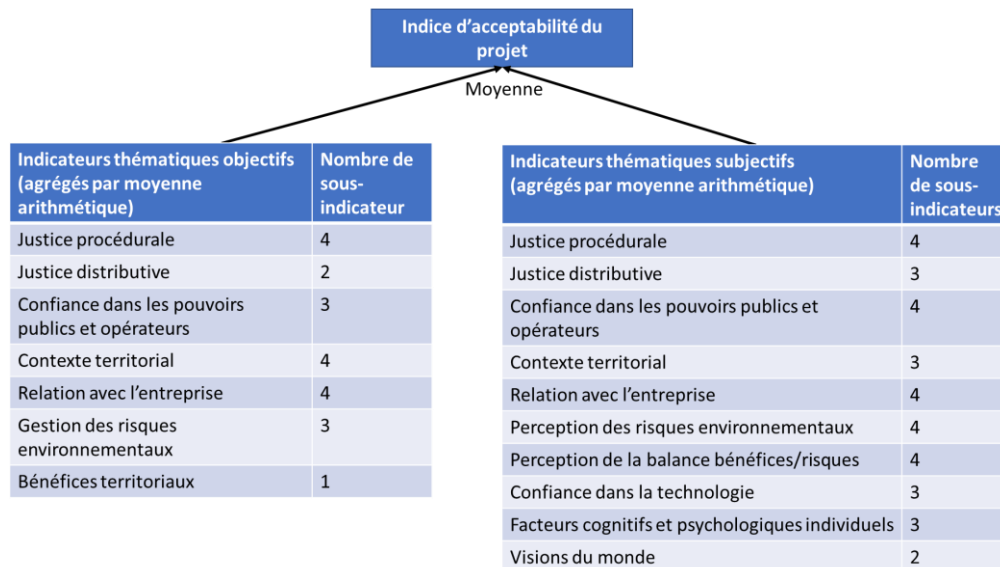 Indice d'acceptabilité du
projet
Moyenne
Indicateurs thématiques objectifs
(agrégés par moyenne
arithmétique)
Nombre de
sous-
indicateur
Justice procédurale
4
Justice distributive
2
Confiance dans les pouvoirs
publics et opérateurs
3
Contexte territorial
4
Relation avec l'entreprise
4
Gestion des risques
environnementaux
3
Bénéfices territoriaux
1
Indicateurs thématiques subjectifs
(agrégés par moyenne arithmétique)
Nombre
de sous-
indicateurs
Justice procédurale
4
Justice distributive
3
Confiance dans les pouvoirs publics et
opérateurs
4
Contexte territorial
3
Relation avec l'entreprise
4
Perception des risques environnementaux
4
Perception de la balance bénéfices/risques
4
Confiance dans la technologie
3
Facteurs cognitifs et psychologiques individuels
3
Visions du monde
2